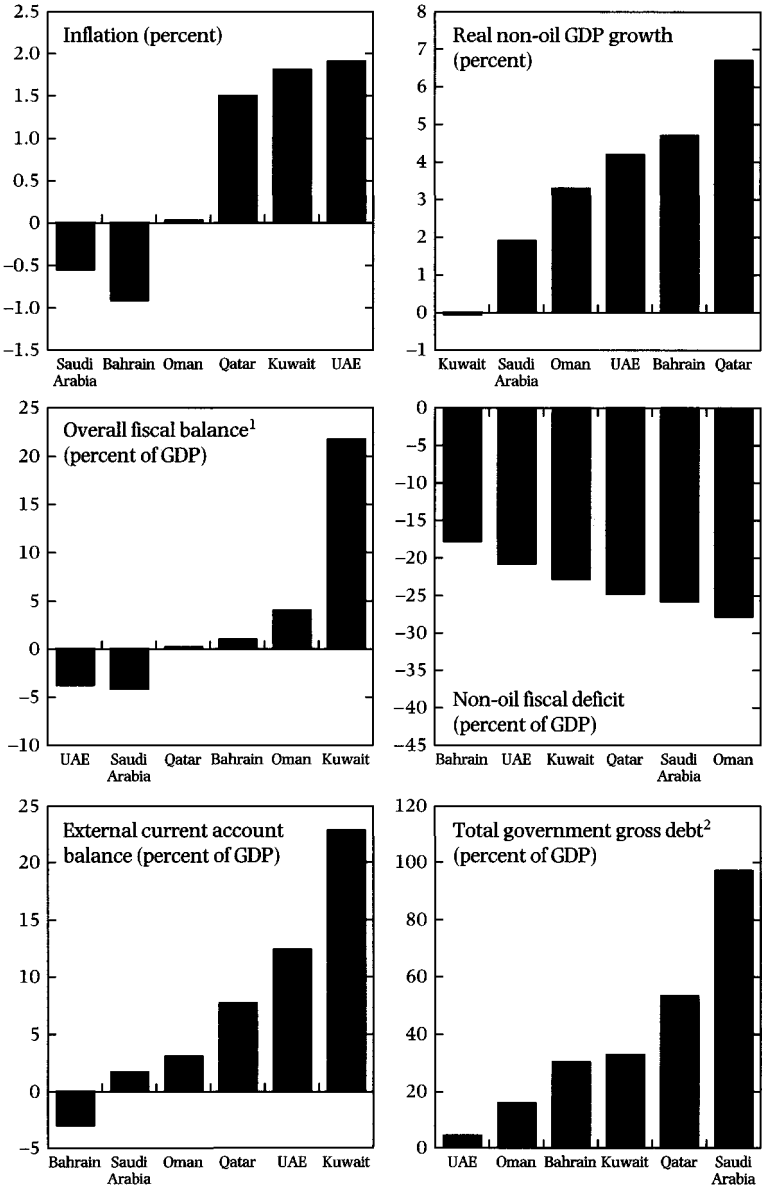 Inflation (percent)
2.5
2.0
1.5
1.0
0.5
0
–0.5
–1.0
–1.5
Saudi Arabia
Bahrain
Oman
Qatar
Kuwait
UAE
Real non-oil GDP growth
(percent)
8
7
6
5
4
3
2
1
0
–1
Kuwait
Saudi Arabia
Oman
UAE
Bahrain
Qatar
Overall fiscal balance¹
(percent of GDP)
25
20
15
10
5
0
–5
–10
UAE
Saudi Arabia
Qatar
Bahrain
Oman
Kuwait
0
–5
–10
–15
–20
–25
–30
–35
–40
–45
Non-oil fiscal deficit
(percent of GDP)
Bahrain
UAE
Kuwait
Qatar
Saudi Arabia
Oman
External current account
balance (percent of GDP)
25
20
15
10
5
0
–5
Bahrain
Saudi Arabia
Oman
Qatar
UAE
Kuwait
Total government gross debt²
(percent of GDP)
120
100
80
60
40
20
0
UAE
Oman
Bahrain
Kuwait
Qatar
Saudi Arabia